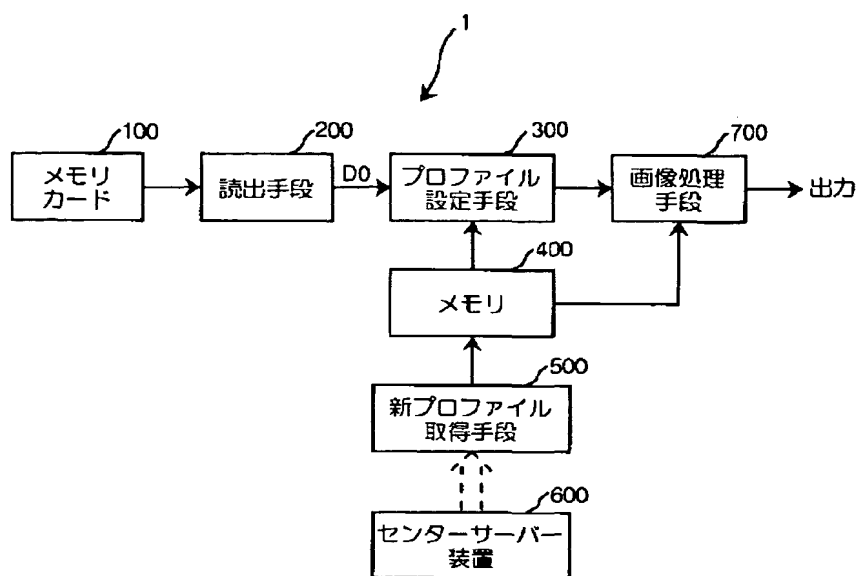 1
100
200
300
700
メモリ
カード
読出手段
D0
プロファイル
設定手段
画像処理
手段
出力
400
メモリ
500
新プロファイル
取得手段
600
センターサーバー
装置